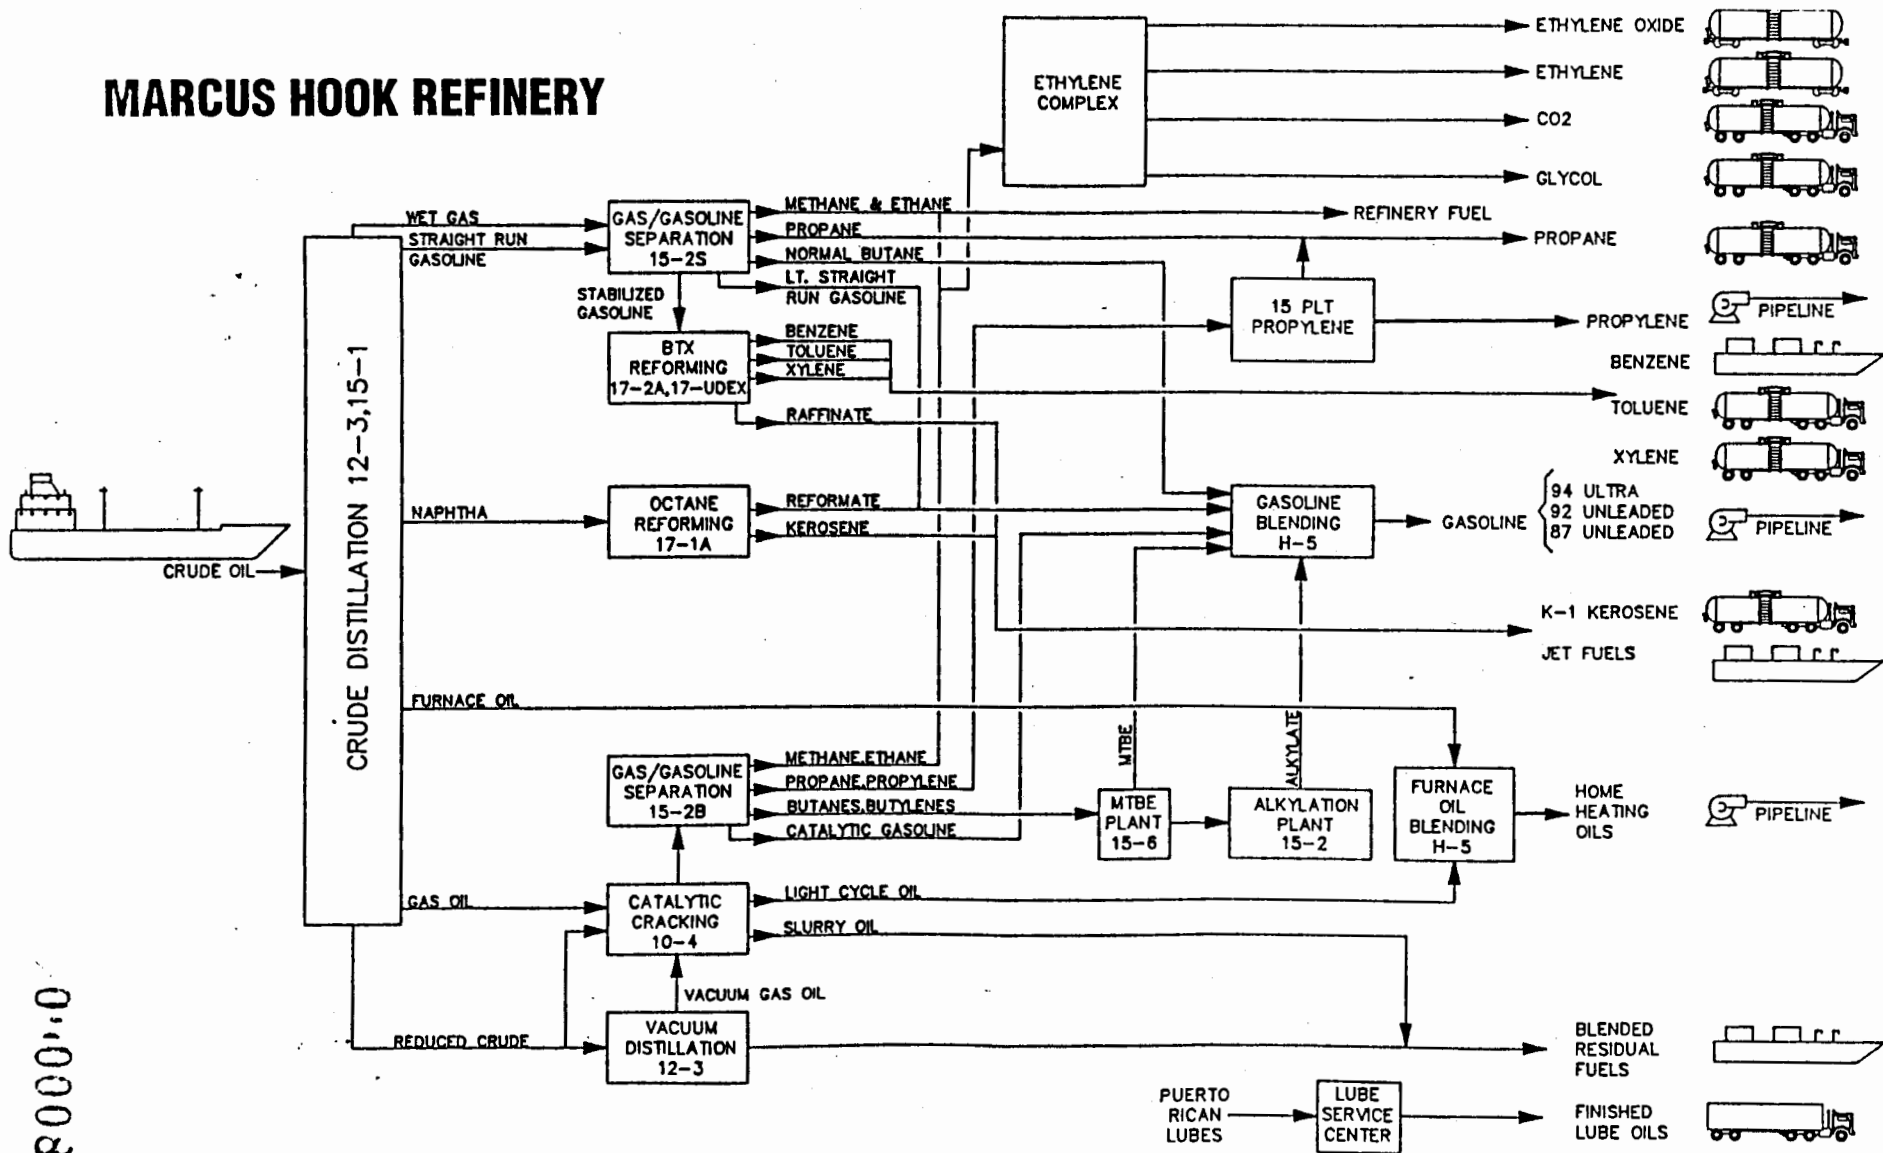 MARCUS HOOK REFINERY
ETHYLENE
COMPLEX
ETHYLENE OXIDE
ETHYLENE
CO2
GLYCOL
WET GAS
STRAIGHT RUN
GASOLINE
GAS/GASOLINE
SEPARATION
15-2S
METHANE & ETHANE
PROPANE
NORMAL BUTANE
LT. STRAIGHT
RUN GASOLINE
REFINERY FUEL
PROPANE
STABILIZED
GASOLINE
15 PLT
PROPYLENE
PROPYLENE
PIPELINE
BTX
REFORMING
17-2A,17-UDEX
BENZENE
TOLUENE
XYLENE
RAFFINATE
BENZENE
TOLUENE
XYLENE
CRUDE DISTILLATION 12-3,15-1
CRUDE OIL
NAPHTHA
OCTANE
REFORMING
17-1A
REFORMATE
KEROSENE
GASOLINE
BLENDING
H-5
GASOLINE
94 ULTRA
92 UNLEADED
87 UNLEADED
PIPELINE
K-1 KEROSENE
JET FUELS
FURNACE OIL
GAS/GASOLINE
SEPARATION
15-2B
METHANE,ETHANE
PROPANE,PROPYLENE
BUTANES,BUTYLENES
CATALYTIC GASOLINE
MTBE
ALKYLATE
MTBE
PLANT
15-6
ALKYLATION
PLANT
15-2
FURNACE
OIL
BLENDING
H-5
HOME
HEATING
OILS
PIPELINE
GAS OIL
CATALYTIC
CRACKING
10-4
LIGHT CYCLE OIL
SLURRY OIL
VACUUM GAS OIL
REDUCED CRUDE
VACUUM
DISTILLATION
12-3
BLENDED
RESIDUAL
FUELS
PUERTO
RICAN
LUBES
LUBE
SERVICE
CENTER
FINISHED
LUBE OILS